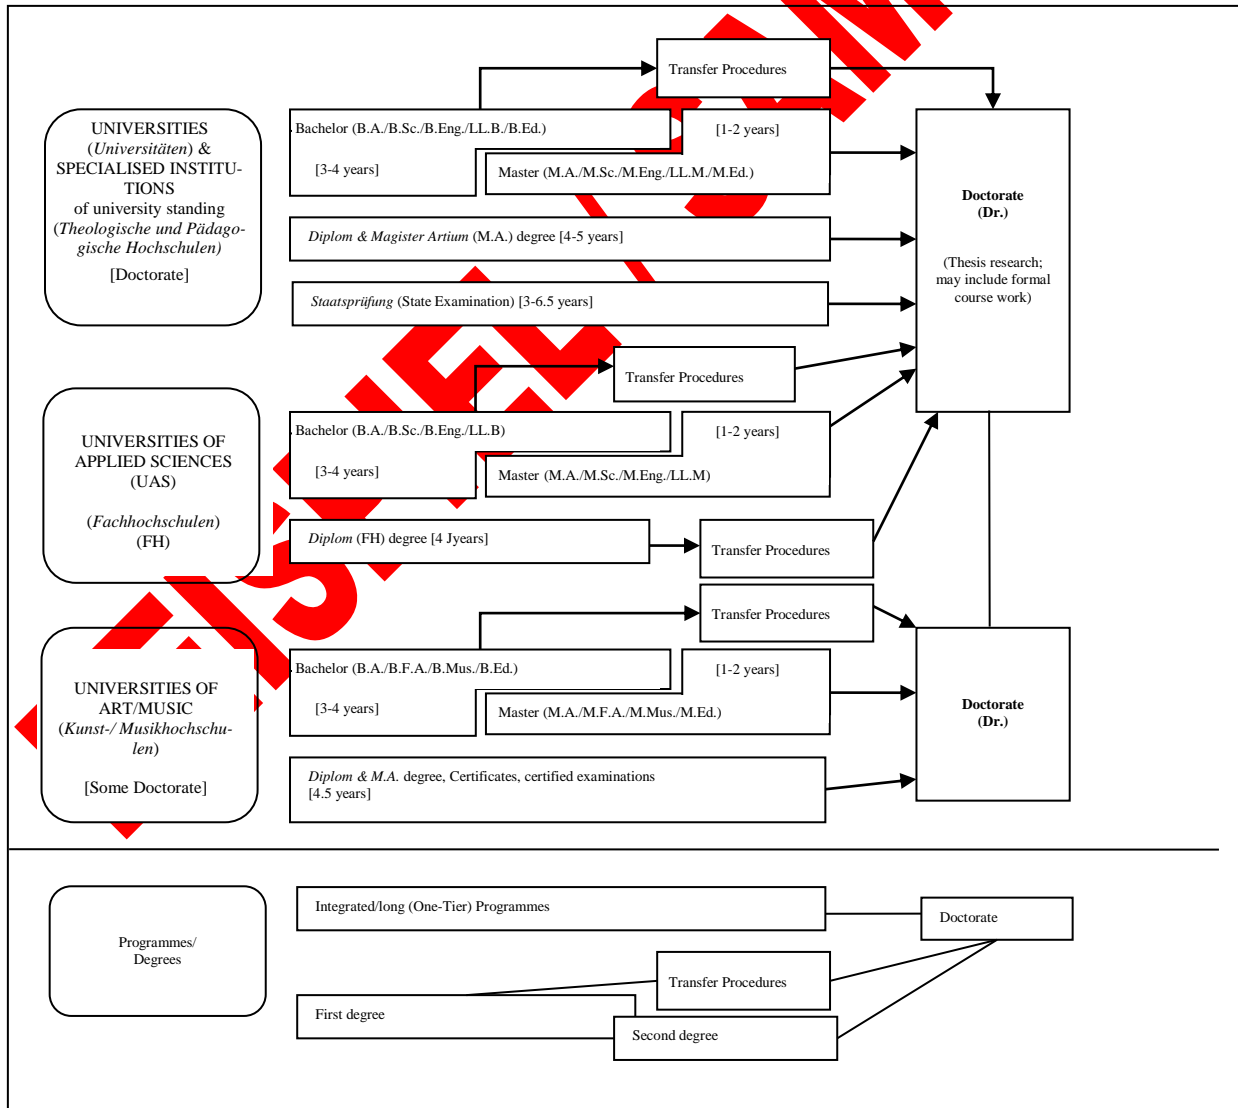 Transfer Procedures
UNIVERSITIES
(Universitäten) &
SPECIALISED INSTITU-
TIONS
of university standing
(Theologische und Pädago-
gische Hochschulen)
[Doctorate]
Bachelor (B.A./B.Sc./B.Eng./LL.B./B.Ed.)
[3-4 years]
[1-2 years]
Master (M.A./M.Sc./M.Eng./LL.M./M.Ed.)
Diplom & Magister Artium (M.A.) degree [4-5 years]
Staatsprüfung (State Examination) [3-6.5 years]
Doctorate
(Dr.)
(Thesis research;
may include formal
course work)
Transfer Procedures
UNIVERSITIES OF
APPLIED SCIENCES
(UAS)
(Fachhochschulen)
(FH)
Bachelor (B.A./B.Sc./B.Eng./LL.B)
[3-4 years]
[1-2 years]
Master (M.A./M.Sc./M.Eng./LL.M)
Diplom (FH) degree [4 Jyears]
Transfer Procedures
Transfer Procedures
UNIVERSITIES OF
ART/MUSIC
(Kunst-/ Musikhochschu-
len)
[Some Doctorate]
Bachelor (B.A./B.F.A./B.Mus./B.Ed.)
[3-4 years]
[1-2 years]
Master (M.A./M.F.A./M.Mus./M.Ed.)
Diplom & M.A. degree, Certificates, certified examinations
[4.5 years]
Doctorate
(Dr.)
Programmes/
Degrees
Integrated/long (One-Tier) Programmes
Doctorate
Transfer Procedures
First degree
Second degree